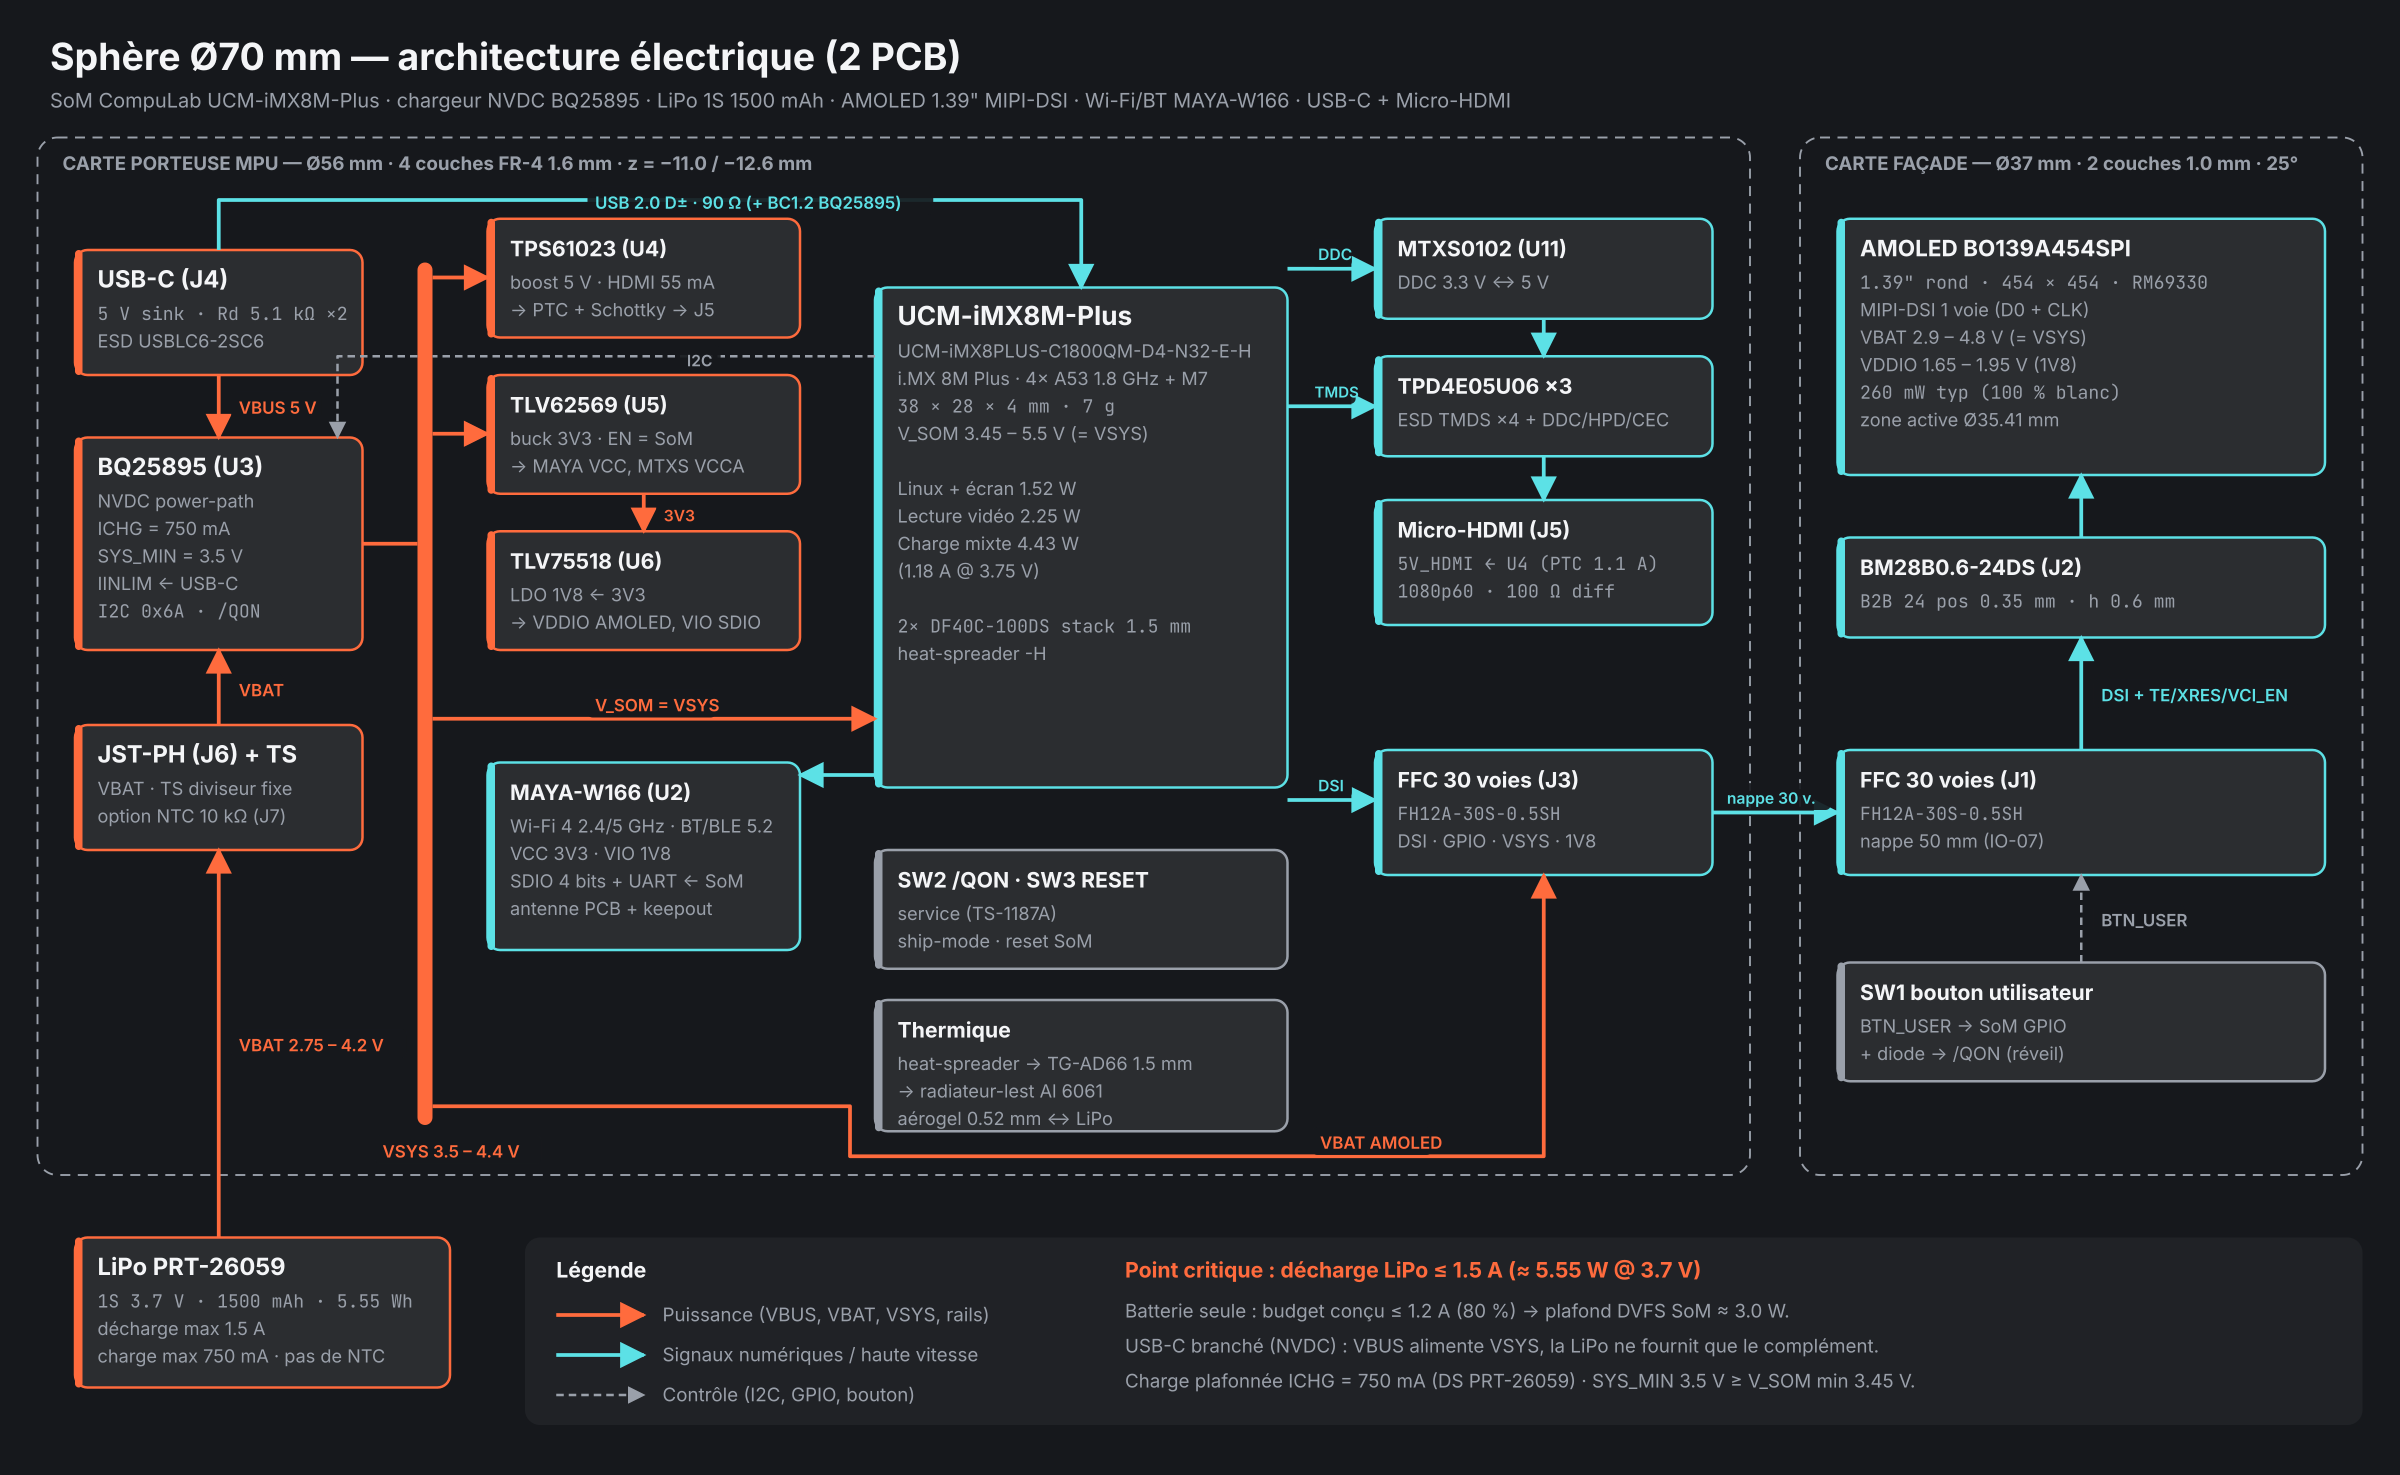 Sphère Ø70 mm — architecture électrique (2 PCB)
SoM CompuLab UCM-iMX8M-Plus · chargeur NVDC BQ25895 · LiPo 1S 1500 mAh · AMOLED 1.39" MIPI-DSI · Wi-Fi/BT MAYA-W166 · USB-C + Micro-HDMI
CARTE PORTEUSE MPU — Ø56 mm · 4 couches FR-4 1.6 mm · z = −11.0 / −12.6 mm
USB 2.0 D± · 90 Ω (+ BC1.2 BQ25895)
USB-C (J4)
5 V sink · Rd 5.1 kΩ ×2
ESD USBLC6-2SC6
VBUS 5 V
BQ25895 (U3)
NVDC power-path
ICHG = 750 mA
SYS_MIN = 3.5 V
IINLIM ← USB-C
I2C 0x6A · /QON
VBAT
JST-PH (J6) + TS
VBAT · TS diviseur fixe
option NTC 10 kΩ (J7)
VBAT 2.75 – 4.2 V
VSYS 3.5 – 4.4 V
TPS61023 (U4)
boost 5 V · HDMI 55 mA
→ PTC + Schottky → J5
I2C
TLV62569 (U5)
buck 3V3 · EN = SoM
→ MAYA VCC, MTXS VCCA
3V3
TLV75518 (U6)
LDO 1V8 ← 3V3
→ VDDIO AMOLED, VIO SDIO
V_SOM = VSYS
MAYA-W166 (U2)
Wi-Fi 4 2.4/5 GHz · BT/BLE 5.2
VCC 3V3 · VIO 1V8
SDIO 4 bits + UART ← SoM
antenne PCB + keepout
UCM-iMX8M-Plus
UCM-iMX8PLUS-C1800QM-D4-N32-E-H
i.MX 8M Plus · 4× A53 1.8 GHz + M7
38 × 28 × 4 mm · 7 g
V_SOM 3.45 – 5.5 V (= VSYS)
Linux + écran 1.52 W
Lecture vidéo 2.25 W
Charge mixte 4.43 W
(1.18 A @ 3.75 V)
2× DF40C-100DS stack 1.5 mm
heat-spreader -H
SW2 /QON · SW3 RESET
service (TS-1187A)
ship-mode · reset SoM
Thermique
heat-spreader → TG-AD66 1.5 mm
→ radiateur-lest Al 6061
aérogel 0.52 mm ↔ LiPo
DDC
MTXS0102 (U11)
DDC 3.3 V ↔ 5 V
TMDS
TPD4E05U06 ×3
ESD TMDS ×4 + DDC/HPD/CEC
Micro-HDMI (J5)
5V_HDMI ← U4 (PTC 1.1 A)
1080p60 · 100 Ω diff
DSI
FFC 30 voies (J3)
FH12A-30S-0.5SH
DSI · GPIO · VSYS · 1V8
VBAT AMOLED
nappe 30 v.
CARTE FAÇADE — Ø37 mm · 2 couches 1.0 mm · 25°
AMOLED BO139A454SPI
1.39" rond · 454 × 454 · RM69330
MIPI-DSI 1 voie (D0 + CLK)
VBAT 2.9 – 4.8 V (= VSYS)
VDDIO 1.65 – 1.95 V (1V8)
260 mW typ (100 % blanc)
zone active Ø35.41 mm
BM28B0.6-24DS (J2)
B2B 24 pos 0.35 mm · h 0.6 mm
DSI + TE/XRES/VCI_EN
FFC 30 voies (J1)
FH12A-30S-0.5SH
nappe 50 mm (IO-07)
BTN_USER
SW1 bouton utilisateur
BTN_USER → SoM GPIO
+ diode → /QON (réveil)
LiPo PRT-26059
1S 3.7 V · 1500 mAh · 5.55 Wh
décharge max 1.5 A
charge max 750 mA · pas de NTC
Légende
Puissance (VBUS, VBAT, VSYS, rails)
Signaux numériques / haute vitesse
Contrôle (I2C, GPIO, bouton)
Point critique : décharge LiPo ≤ 1.5 A (≈ 5.55 W @ 3.7 V)
Batterie seule : budget conçu ≤ 1.2 A (80 %) → plafond DVFS SoM ≈ 3.0 W.
USB-C branché (NVDC) : VBUS alimente VSYS, la LiPo ne fournit que le complément.
Charge plafonnée ICHG = 750 mA (DS PRT-26059) · SYS_MIN 3.5 V ≥ V_SOM min 3.45 V.